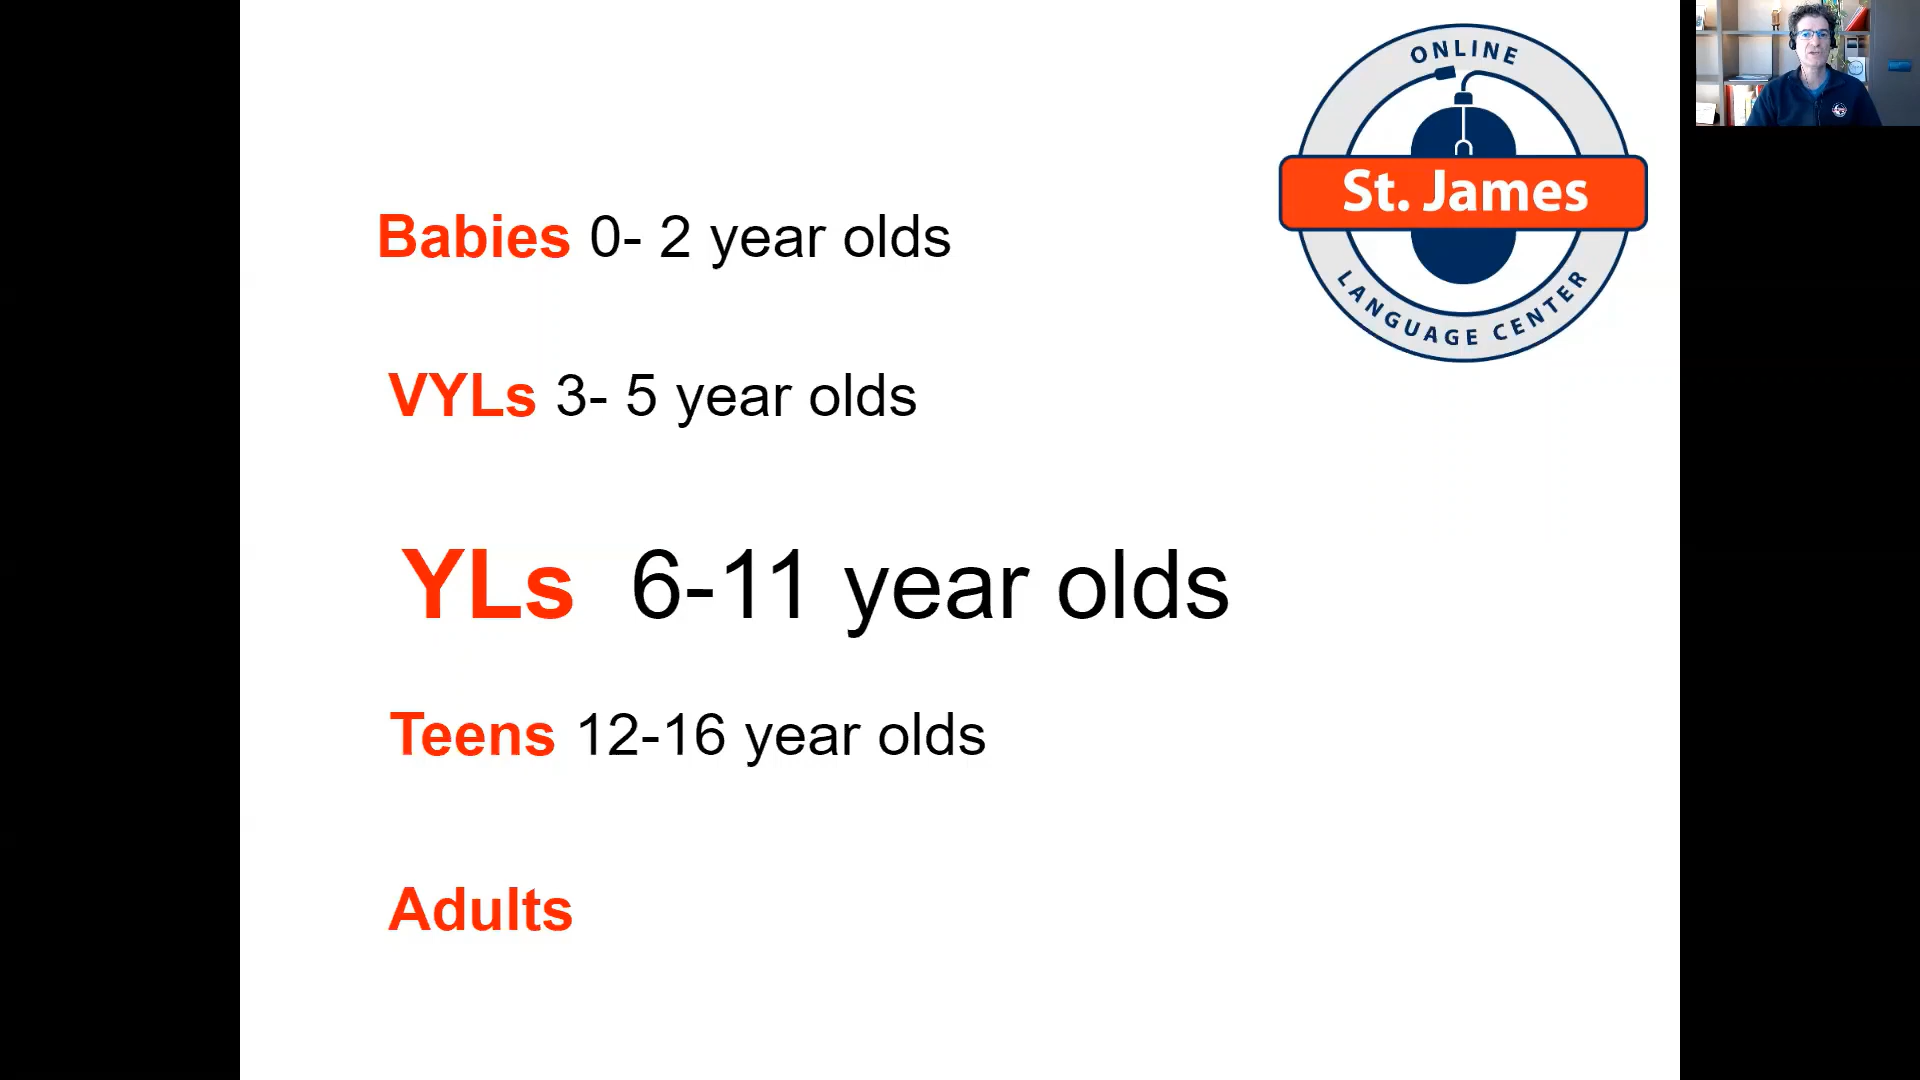 ONLINE
St. James
LANGUAGE CENTER
Babies 0- 2 year olds
VYLs 3- 5 year olds
YLs 6-11 year olds
Teens 12-16 year olds
Adults